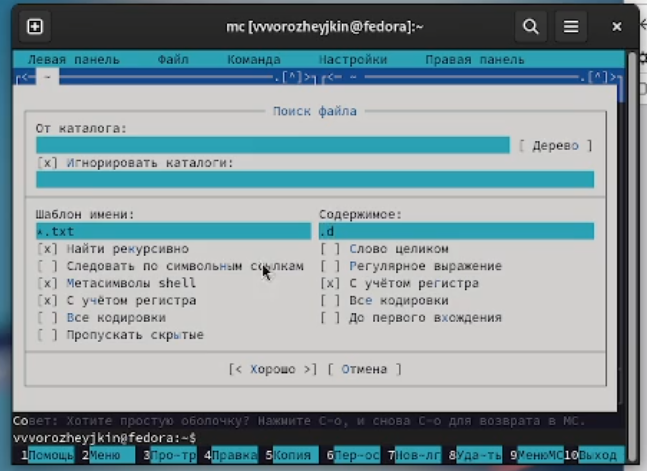 mc [vvvorozheyjkin@fedora]:~
Левая панель Файл Команда Настройки Правая панель
<— ~ .[^]> <— ~ .[^]>
Поиск файла
От каталога:
[ Дерево ]
[x] Игнорировать каталоги:
Шаблон имени: Содержимое:
*.txt .d
[x] Найти рекурсивно [ ] Слово целиком
[ ] Следовать по символьным ссылкам [ ] Регулярное выражение
[x] Метасимволы shell [x] С учётом регистра
[x] С учётом регистра [ ] Все кодировки
[ ] Все кодировки [ ] До первого вхождения
[ ] Пропускать скрытые
[< Хорошо >] [ Отмена ]
Совет: Хотите простую оболочку? Нажмите C-o, и снова C-o для возврата в MC.
vvvorozheyjkin@fedora:~$
1Помощь 2Меню 3Про-тр 4Правка 5Копия 6Пер-ос 7Нов-лг 8Уда-ть 9МенюMC 10Выход